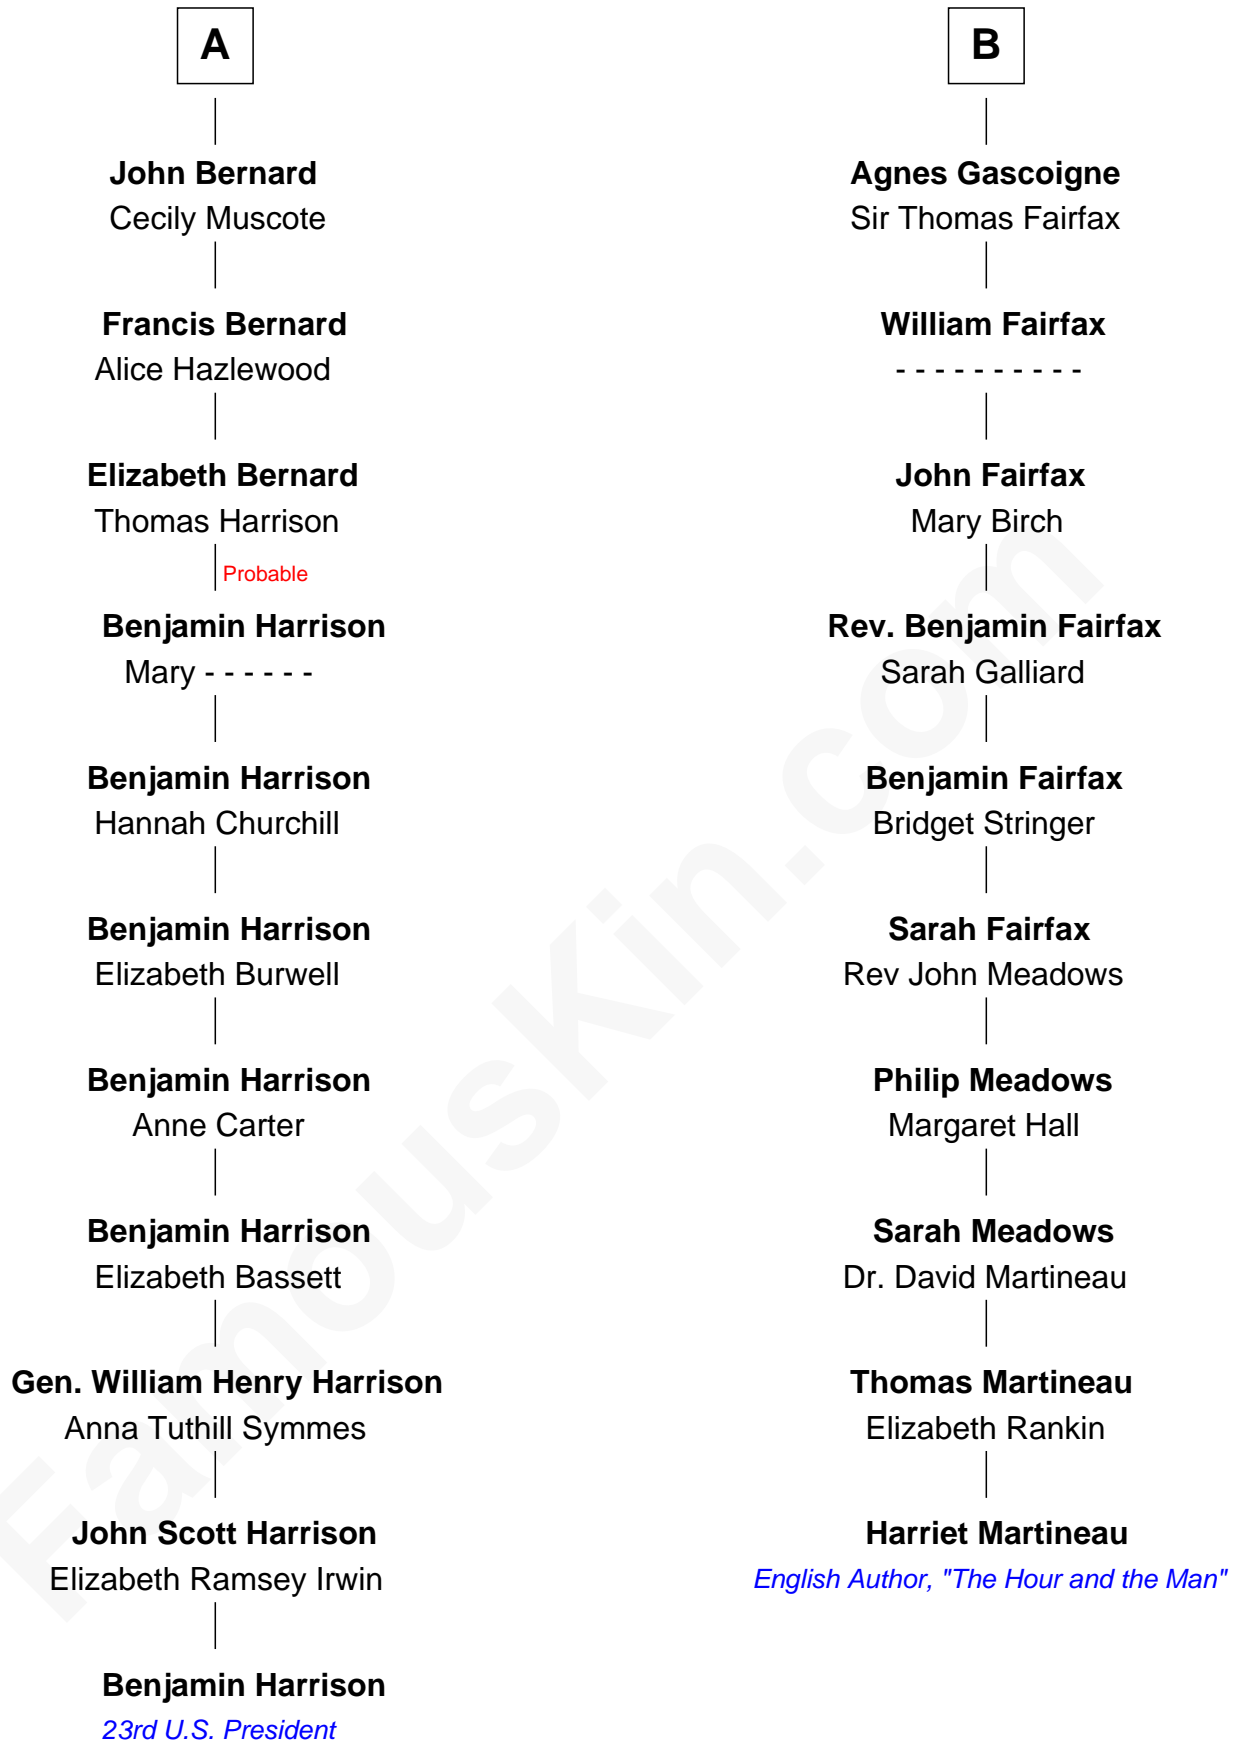 A
John Bernard
Cecily Muscote
Francis Bernard
Alice Hazlewood
Elizabeth Bernard
Thomas Harrison
Probable
Benjamin Harrison
Mary - - - - - -
Benjamin Harrison
Hannah Churchill
Benjamin Harrison
Elizabeth Burwell
Benjamin Harrison
Anne Carter
Benjamin Harrison
Elizabeth Bassett
Gen. William Henry Harrison
Anna Tuthill Symmes
John Scott Harrison
Elizabeth Ramsey Irwin
Benjamin Harrison
23rd U.S. President
B
Agnes Gascoigne
Sir Thomas Fairfax
William Fairfax
- - - - - - - - - -
John Fairfax
Mary Birch
Rev. Benjamin Fairfax
Sarah Galliard
Benjamin Fairfax
Bridget Stringer
Sarah Fairfax
Rev John Meadows
Philip Meadows
Margaret Hall
Sarah Meadows
Dr. David Martineau
Thomas Martineau
Elizabeth Rankin
Harriet Martineau
English Author, "The Hour and the Man"
FamousKin.com